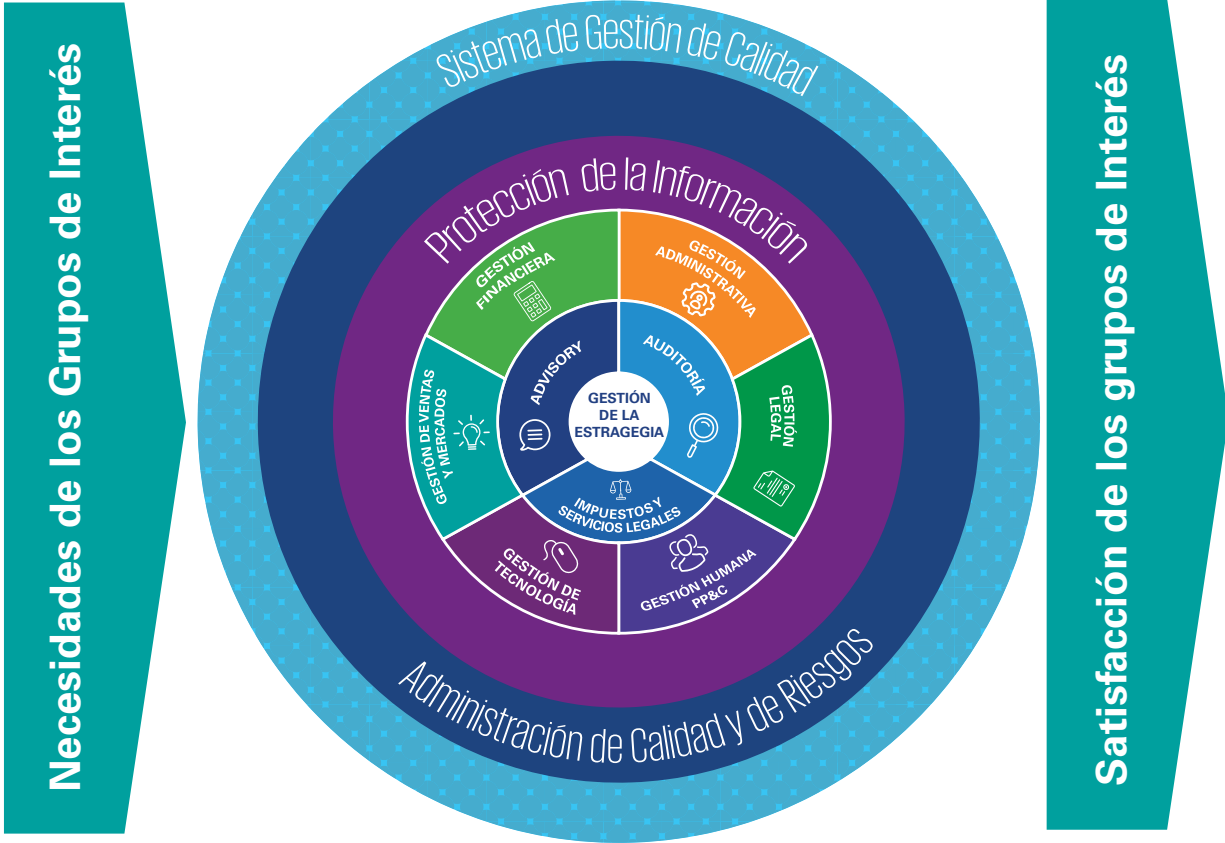 Necesidades de los Grupos de Interés
Sistema de Gestión de Calidad
Protección de la Información
GESTIÓN
FINANCIERA
GESTIÓN
ADMINISTRATIVA
GESTIÓN DE VENTAS
Y MERCADOS
ADVISORY
AUDITORÍA
GESTIÓN
LEGAL
GESTIÓN
DE LA
ESTRAGEGIA
IMPUESTOS Y
SERVICIOS LEGALES
GESTIÓN DE
TECNOLOGÍA
GESTIÓN HUMANA
PP&C
Administración de Calidad y de Riesgos
Satisfacción de los grupos de Interés